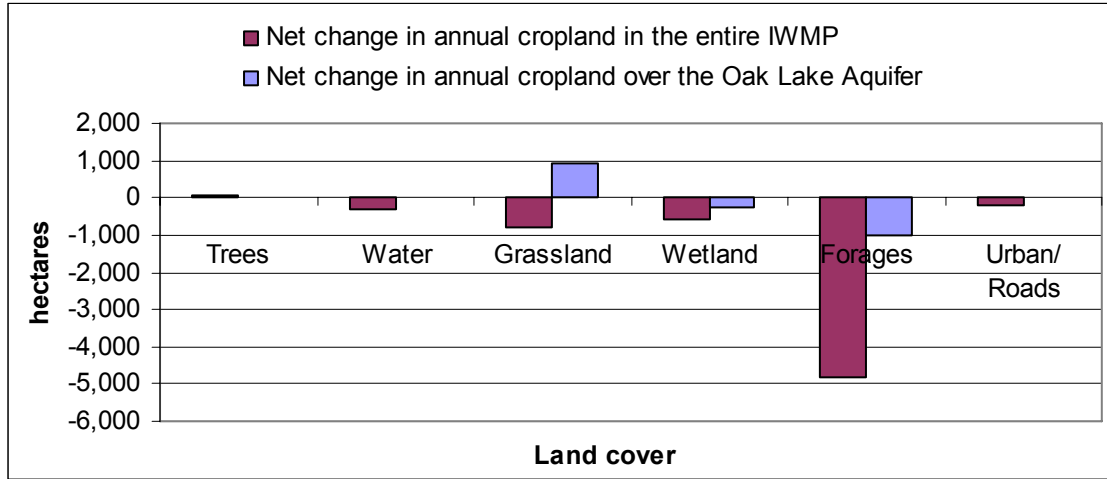 Net change in annual cropland in the entire IWMP
Net change in annual cropland over the Oak Lake Aquifer
2,000
1,000
0
-1,000
-2,000
-3,000
-4,000
-5,000
-6,000
hectares
Trees
Water
Grassland
Wetland
Forages
Urban/
Roads
Land cover